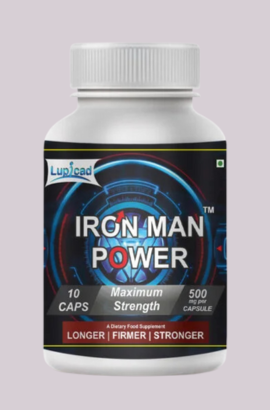 Lupicad
IRON MAN™
POWER
10
CAPS
Maximum
Strength
500
mg per
CAPSULE
A Dietary Food Supplement
LONGER | FIRMER | STRONGER